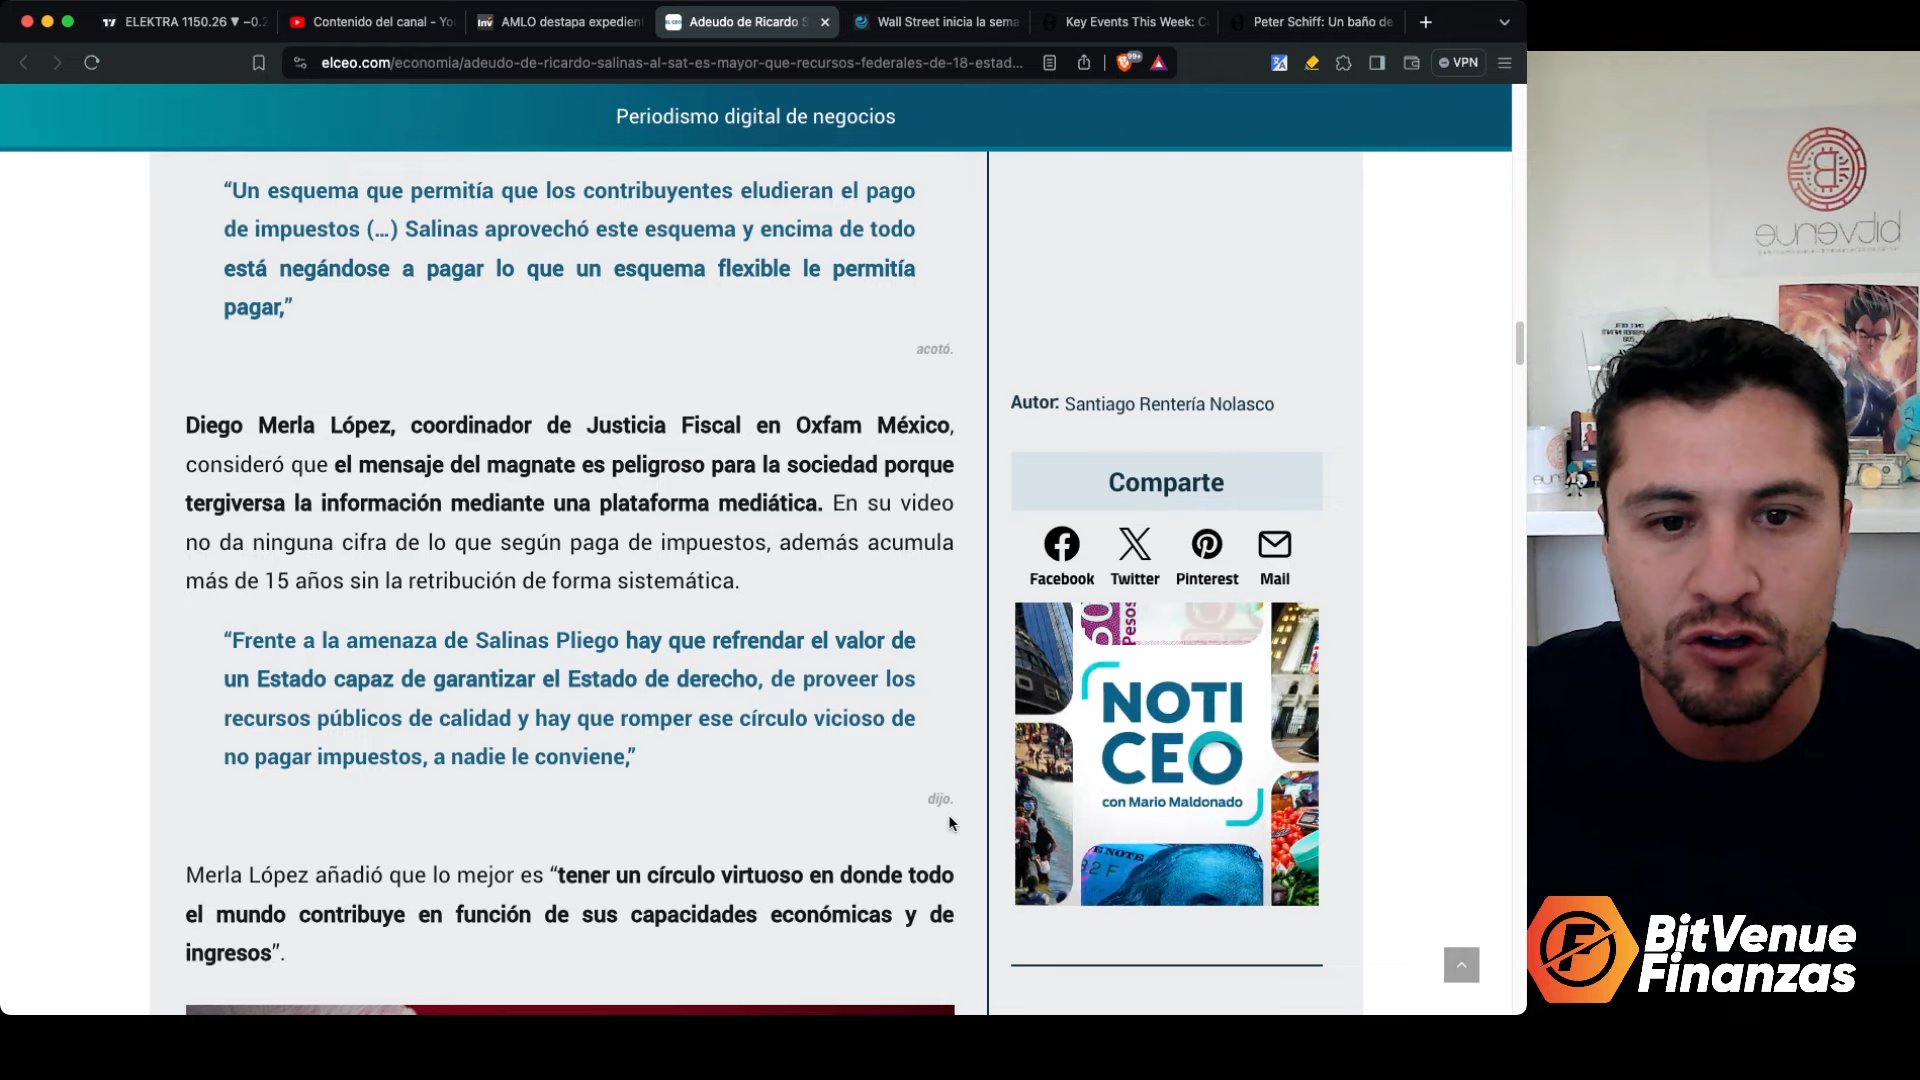 ELEKTRA 1150.26 ▼ −0.2
Contenido del canal - Yo
AMLO destapa expedien
Adeudo de Ricardo S
Wall Street inicia la sema
Key Events This Week: C
Peter Schiff: Un baño de
elceo.com/economia/adeudo-de-ricardo-salinas-al-sat-es-mayor-que-recursos-federales-de-18-estad...
99+
VPN
Periodismo digital de negocios
“Un esquema que permitía que los contribuyentes eludieran el pago
de impuestos (...) Salinas aprovechó este esquema y encima de todo
está negándose a pagar lo que un esquema flexible le permitía
pagar,”
acotó.
Diego Merla López, coordinador de Justicia Fiscal en Oxfam México,
consideró que el mensaje del magnate es peligroso para la sociedad porque
tergiversa la información mediante una plataforma mediática. En su video
no da ninguna cifra de lo que según paga de impuestos, además acumula
más de 15 años sin la retribución de forma sistemática.
“Frente a la amenaza de Salinas Pliego hay que refrendar el valor de
un Estado capaz de garantizar el Estado de derecho, de proveer los
recursos públicos de calidad y hay que romper ese círculo vicioso de
no pagar impuestos, a nadie le conviene,”
dijo.
Merla López añadió que lo mejor es “tener un círculo virtuoso en donde todo
el mundo contribuye en función de sus capacidades económicas y de
ingresos”.
Autor: Santiago Rentería Nolasco
Comparte
Facebook
Twitter
Pinterest
Mail
Pesos
NOTI
CEO
con Mario Maldonado
bitvenue
BitVenue
Finanzas